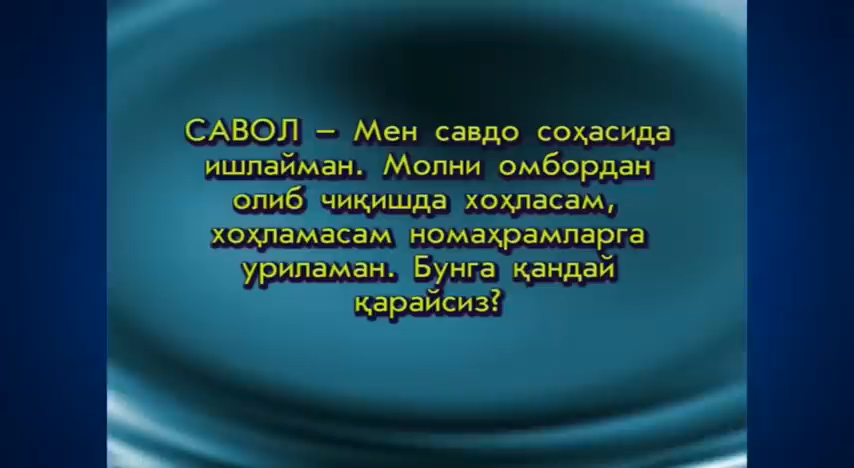 САВОЛ – Мен савдо соҳасида
ишлайман. Молни омбордан
олиб чиқишда хоҳласам,
хоҳламасам номаҳрамларга
уриламан. Бунга қандай
қарайсиз?